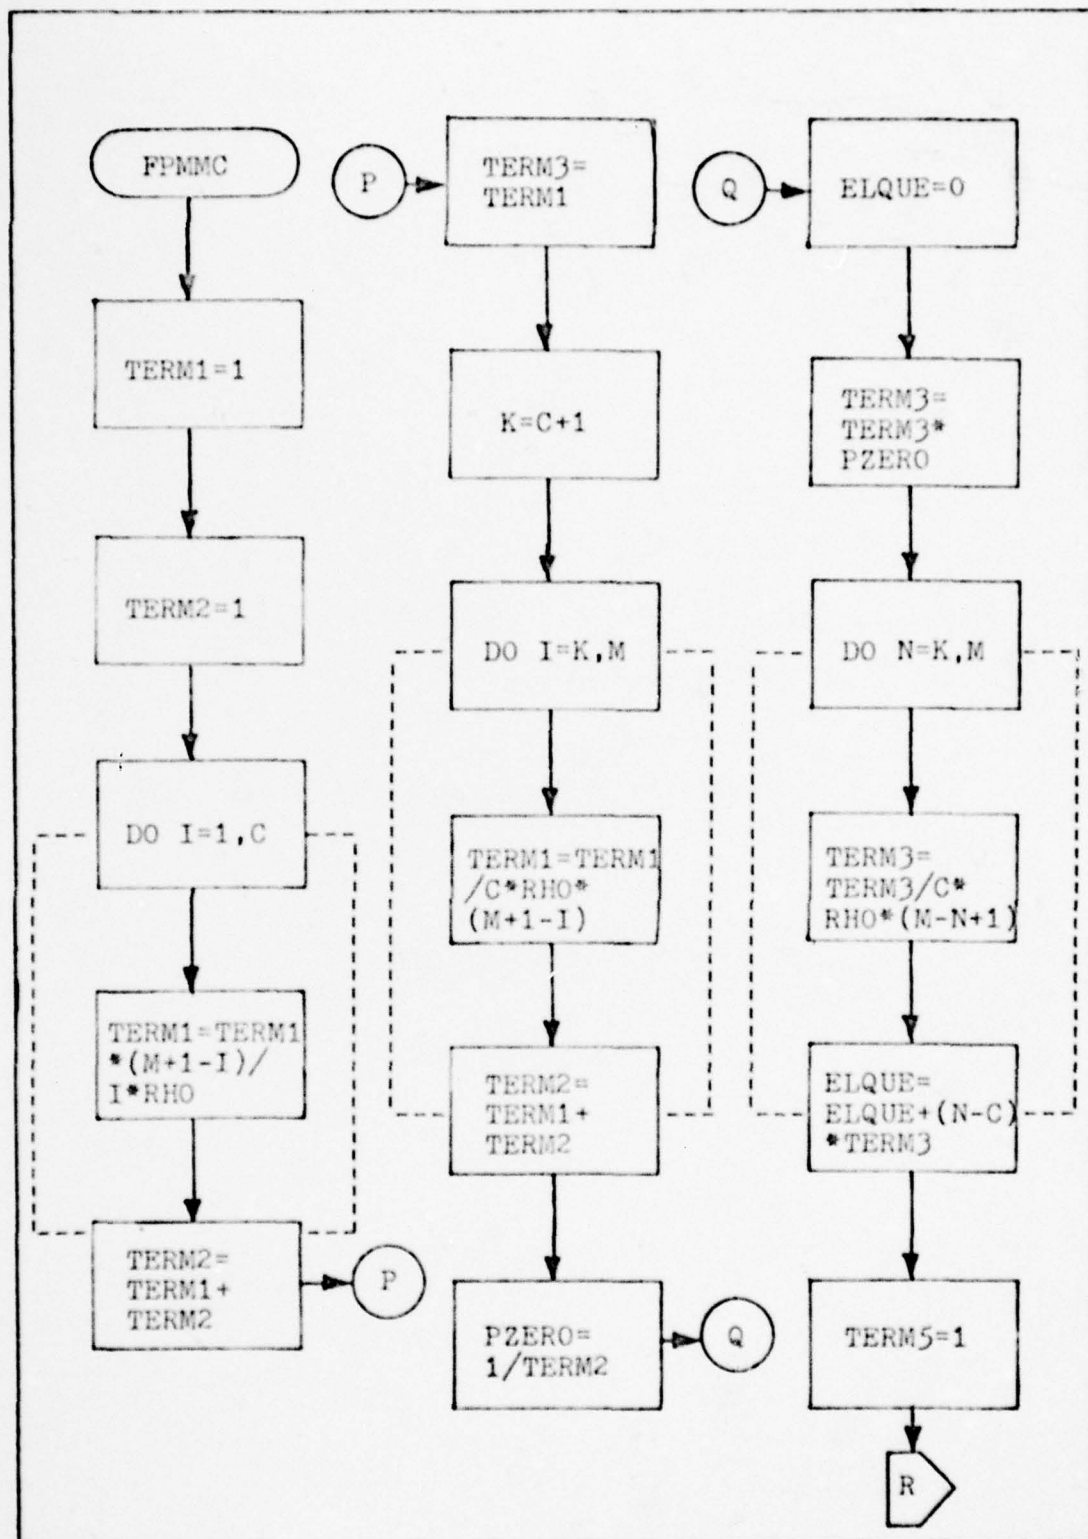 FPMMC
TERM1=1
TERM2=1
DO I=1,C
TERM1=TERM1
*(M+1-I)/
I*RHO
TERM2=
TERM1+
TERM2
P
P
TERM3=
TERM1
K=C+1
DO I=K,M
TERM1=TERM1
/C*RHO*
(M+1-I)
TERM2=
TERM1+
TERM2
PZERO=
1/TERM2
Q
Q
ELQUE=0
TERM3=
TERM3*
PZERO
DO N=K,M
TERM3=
TERM3/C*
RHO*(M-N+1)
ELQUE=
ELQUE+(N-C)
*TERM3
TERM5=1
R